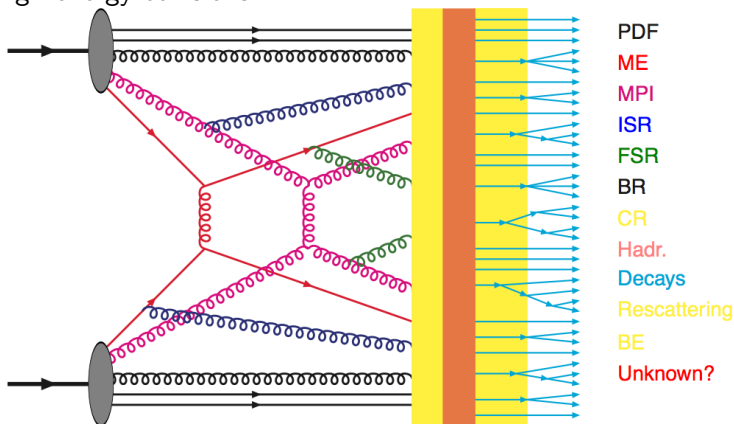 PDF
ME
MPI
ISR
FSR
BR
CR
Hadr.
Decays
Rescattering
BE
Unknown?